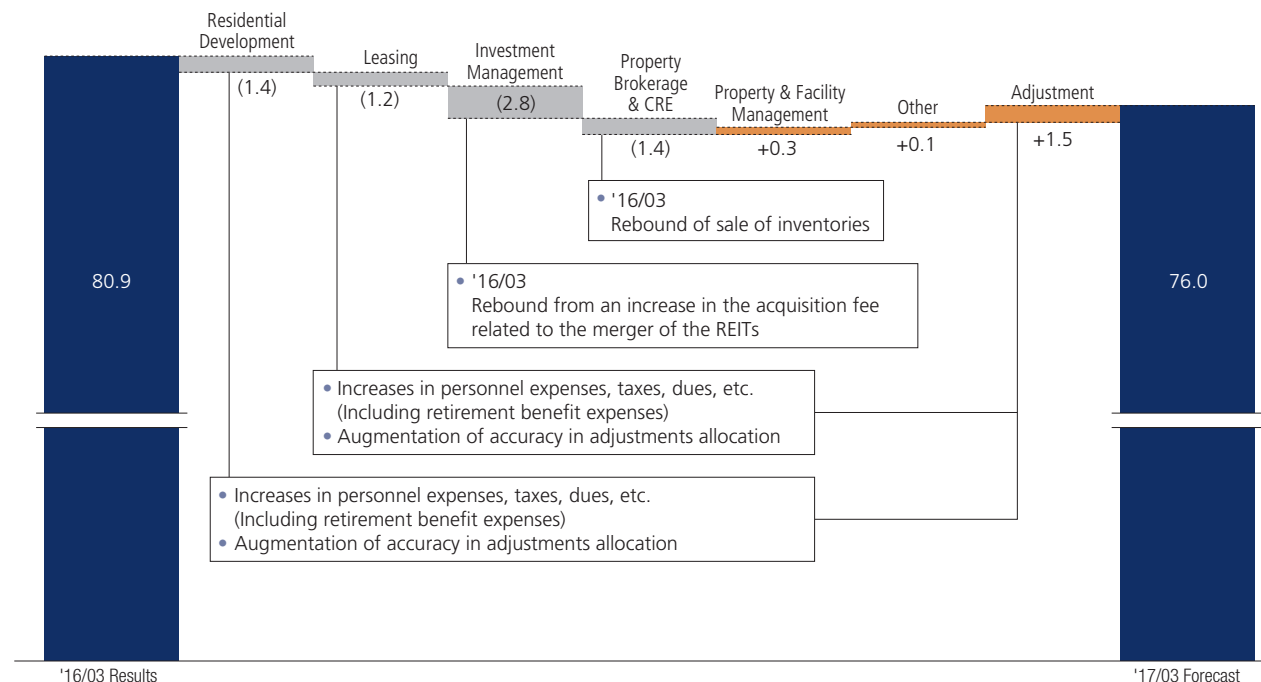 Residential
Development
(1.4)
Leasing
(1.2)
Investment
Management
(2.8)
Property
Brokerage
& CRE
(1.4)
Property & Facility
Management
+0.3
Other
+0.1
Adjustment
+1.5
• '16/03
Rebound of sale of inventories
• '16/03
Rebound from an increase in the acquisition fee
related to the merger of the REITs
80.9
76.0
• Increases in personnel expenses, taxes, dues, etc.
(Including retirement benefit expenses)
• Augmentation of accuracy in adjustments allocation
• Increases in personnel expenses, taxes, dues, etc.
(Including retirement benefit expenses)
• Augmentation of accuracy in adjustments allocation
'16/03 Results
'17/03 Forecast